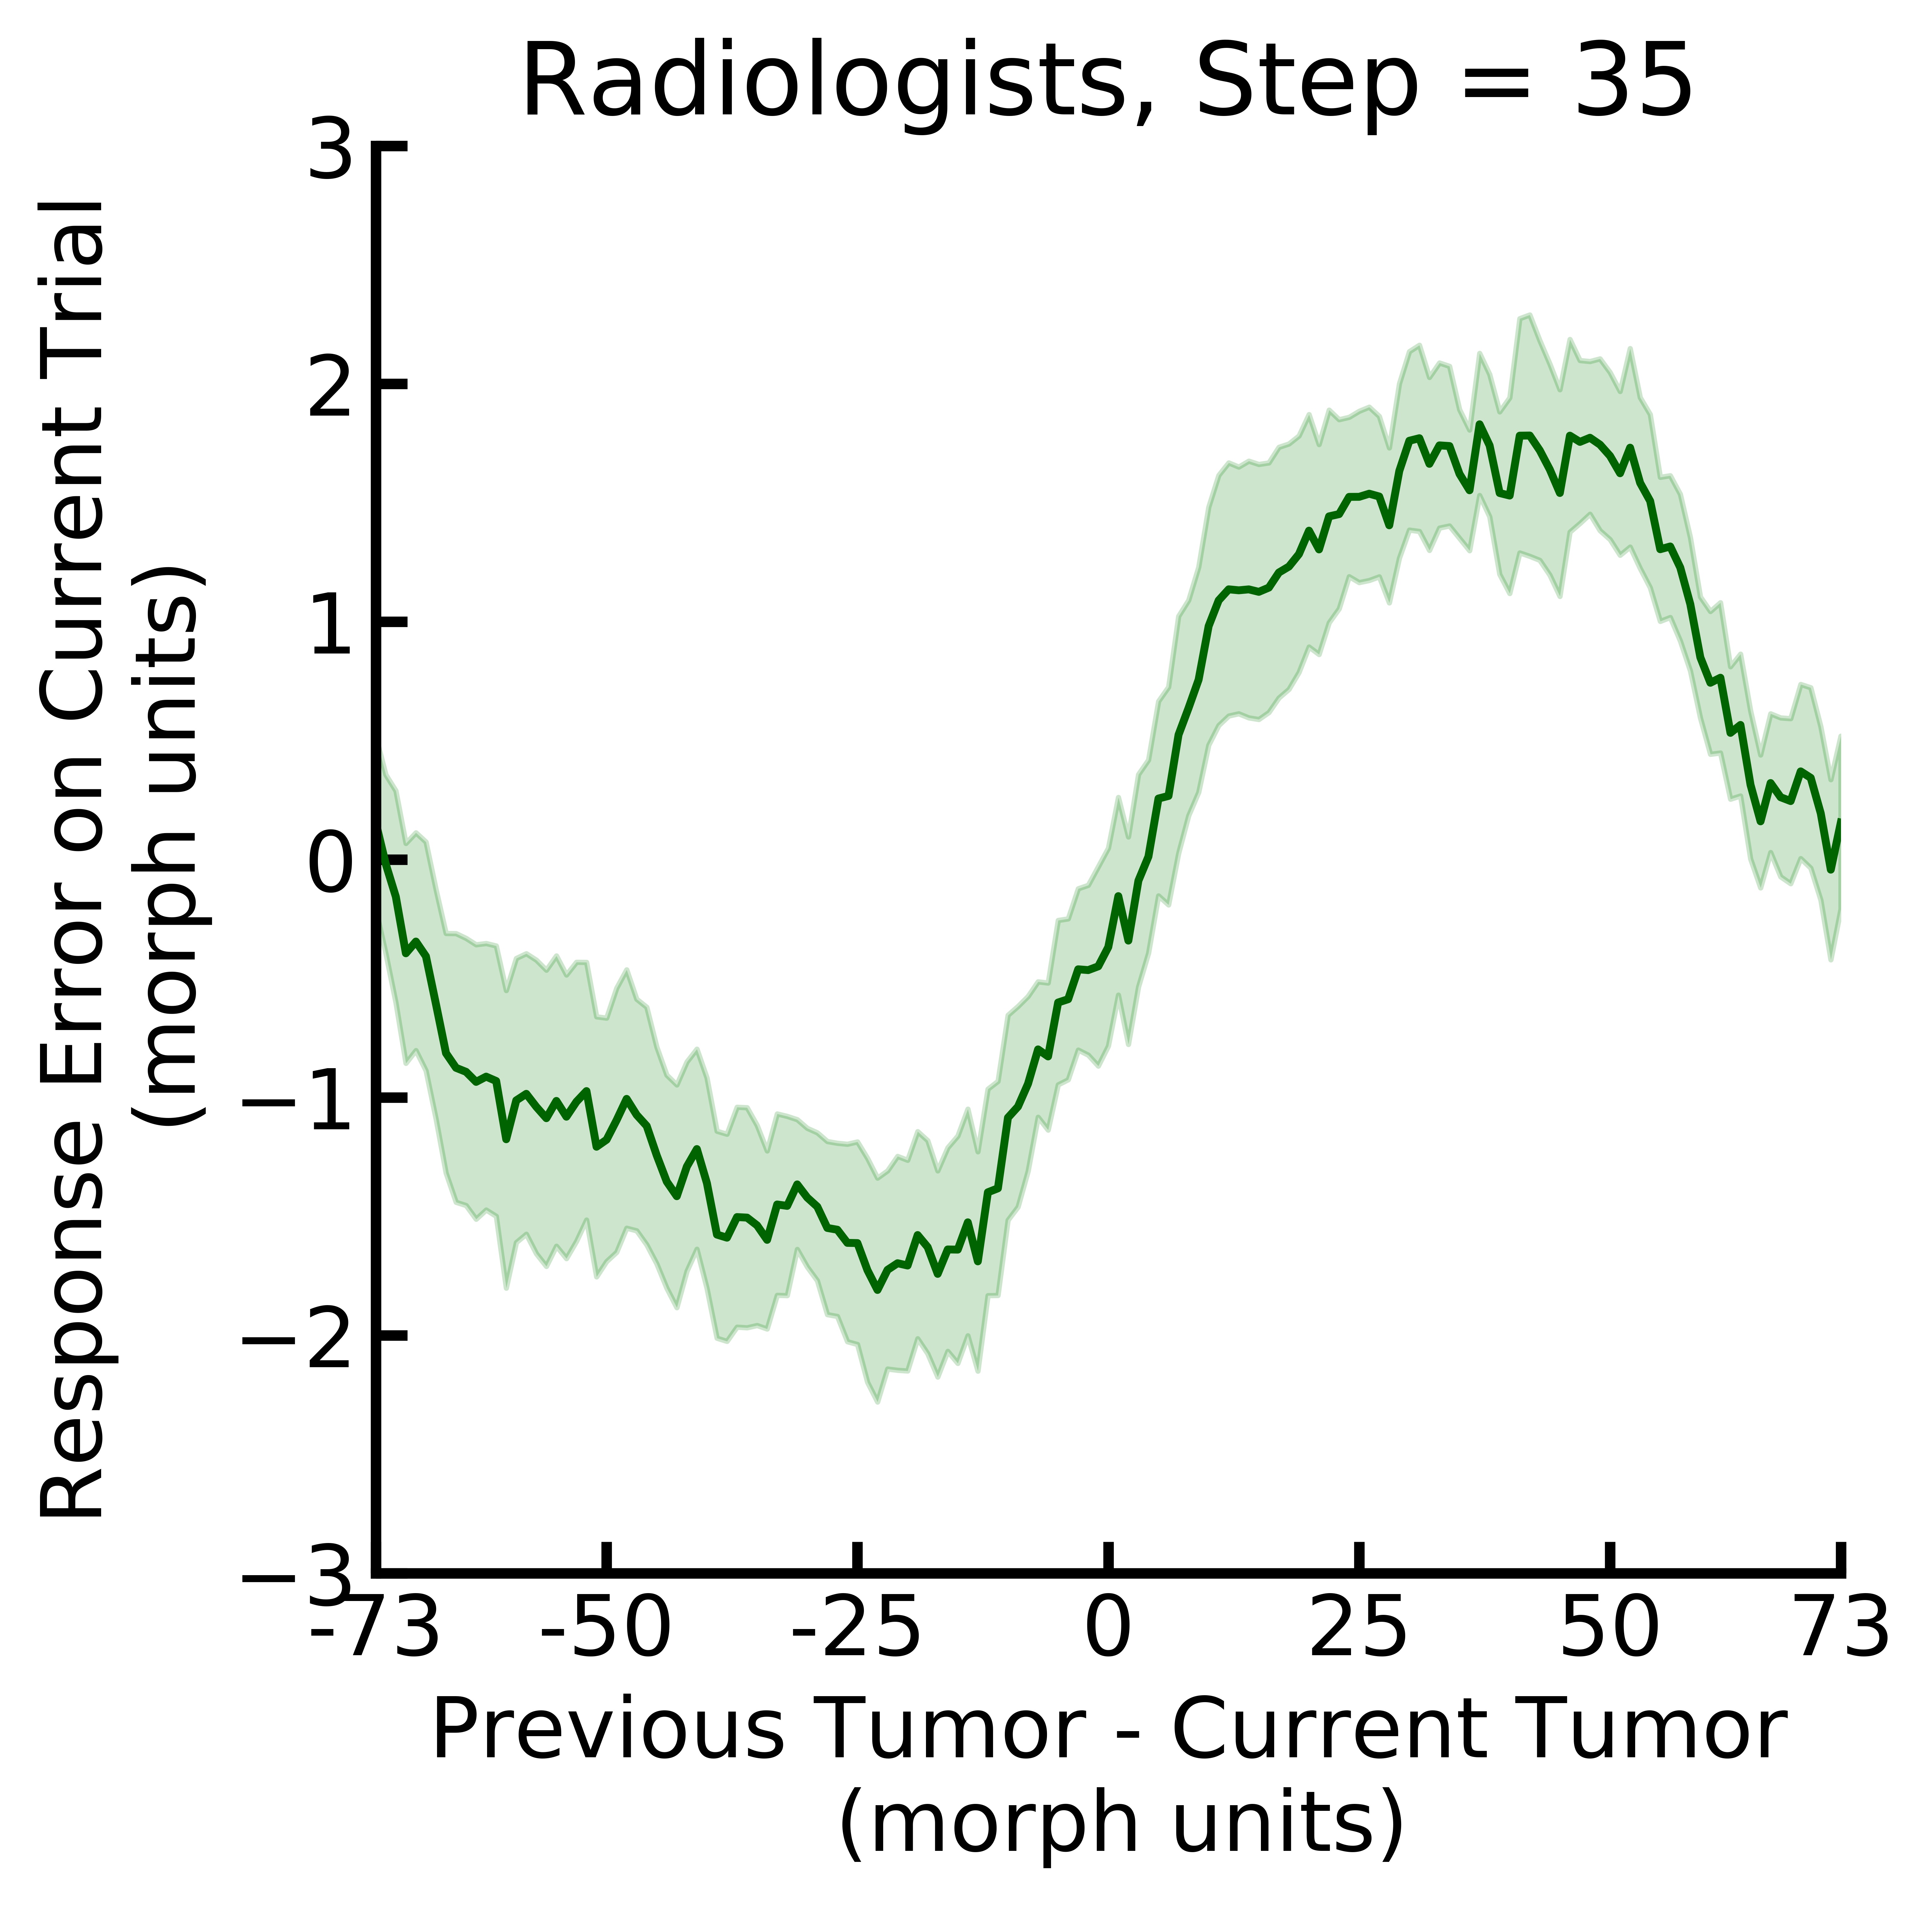 Radiologists, Step = 35
Response Error on Current Trial
(morph units)
3
2
1
0
−1
−2
−3
-73 -50 -25 0 25 50 73
Previous Tumor - Current Tumor
(morph units)